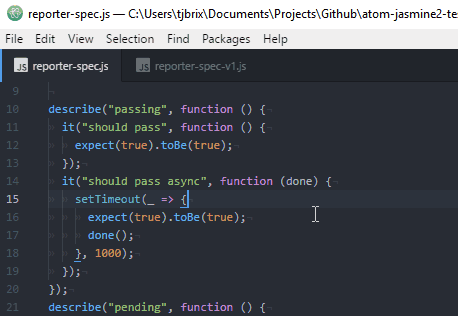 reporter-spec.js — C:\Users\tjbrix\Documents\Projects\Github\atom-jasmine2-te
File Edit View Selection Find Packages Help
JS reporter-spec.js JS reporter-spec-v1.js
9
10 describe("passing", function () {
11 it("should pass", function () {
12 expect(true).toBe(true);
13 });
14 it("should pass async", function (done) {
15 setTimeout(_ => {
16 expect(true).toBe(true);
17 done();
18 }, 1000);
19 });
20 });
21 describe("pending", function () {